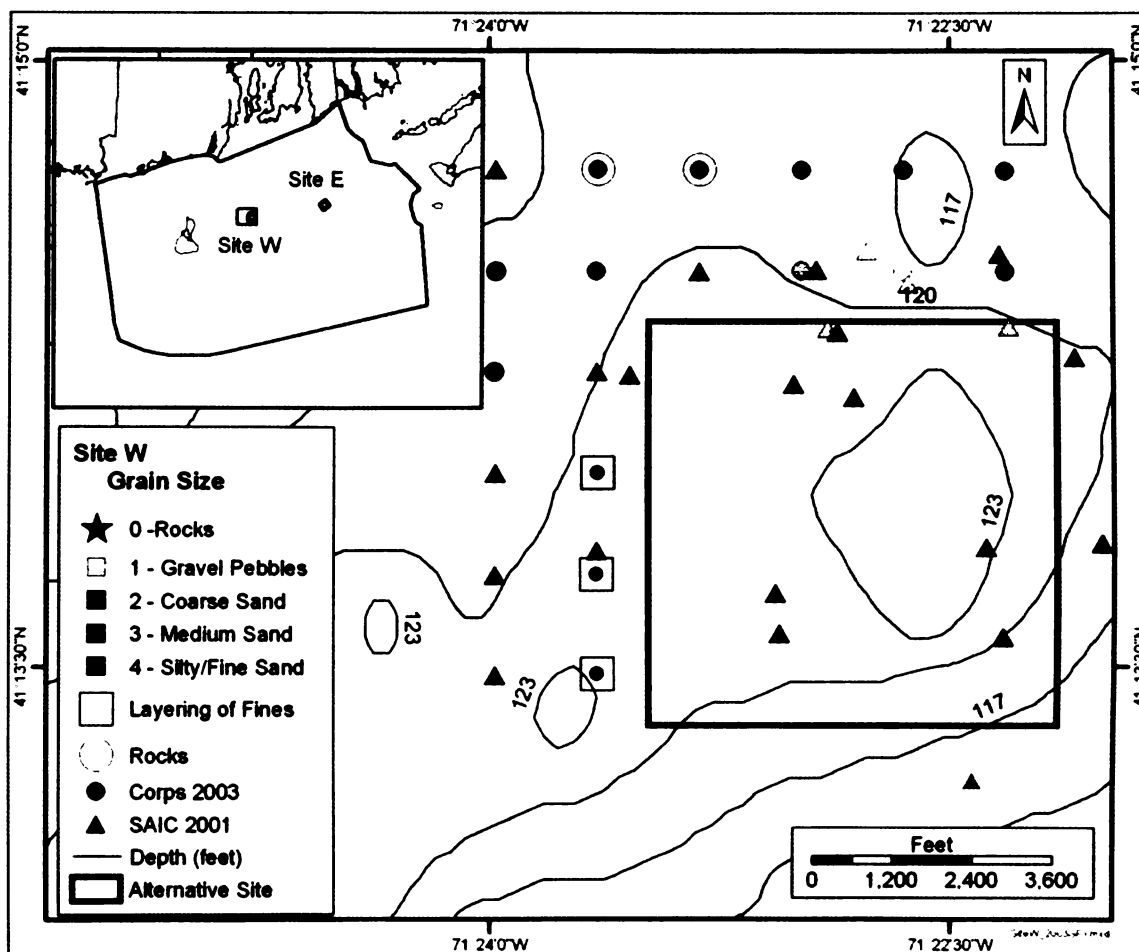 71°24'0"W
71°22'30"W
41°15'0"N
41°15'0"N
N
Site E
Site W
117
120
123
123
123
117
Site W
Grain Size
0 -Rocks
1 - Gravel Pebbles
2 - Coarse Sand
3 - Medium Sand
4 - Silty/Fine Sand
Layering of Fines
Rocks
Corps 2003
SAIC 2001
Depth (feet)
Alternative Site
41°13'30"N
41°13'30"N
Feet
0 1,200 2,400 3,600
71°24'0"W
71°22'30"W